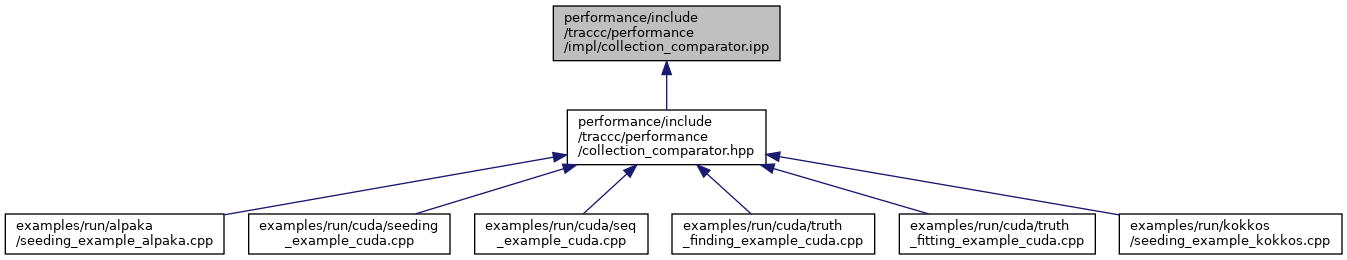 performance/include
/traccc/performance
/impl/collection_comparator.ipp
performance/include
/traccc/performance
/collection_comparator.hpp
examples/run/alpaka
/seeding_example_alpaka.cpp
examples/run/cuda/seeding
_example_cuda.cpp
examples/run/cuda/seq
_example_cuda.cpp
examples/run/cuda/truth
_finding_example_cuda.cpp
examples/run/cuda/truth
_fitting_example_cuda.cpp
examples/run/kokkos
/seeding_example_kokkos.cpp